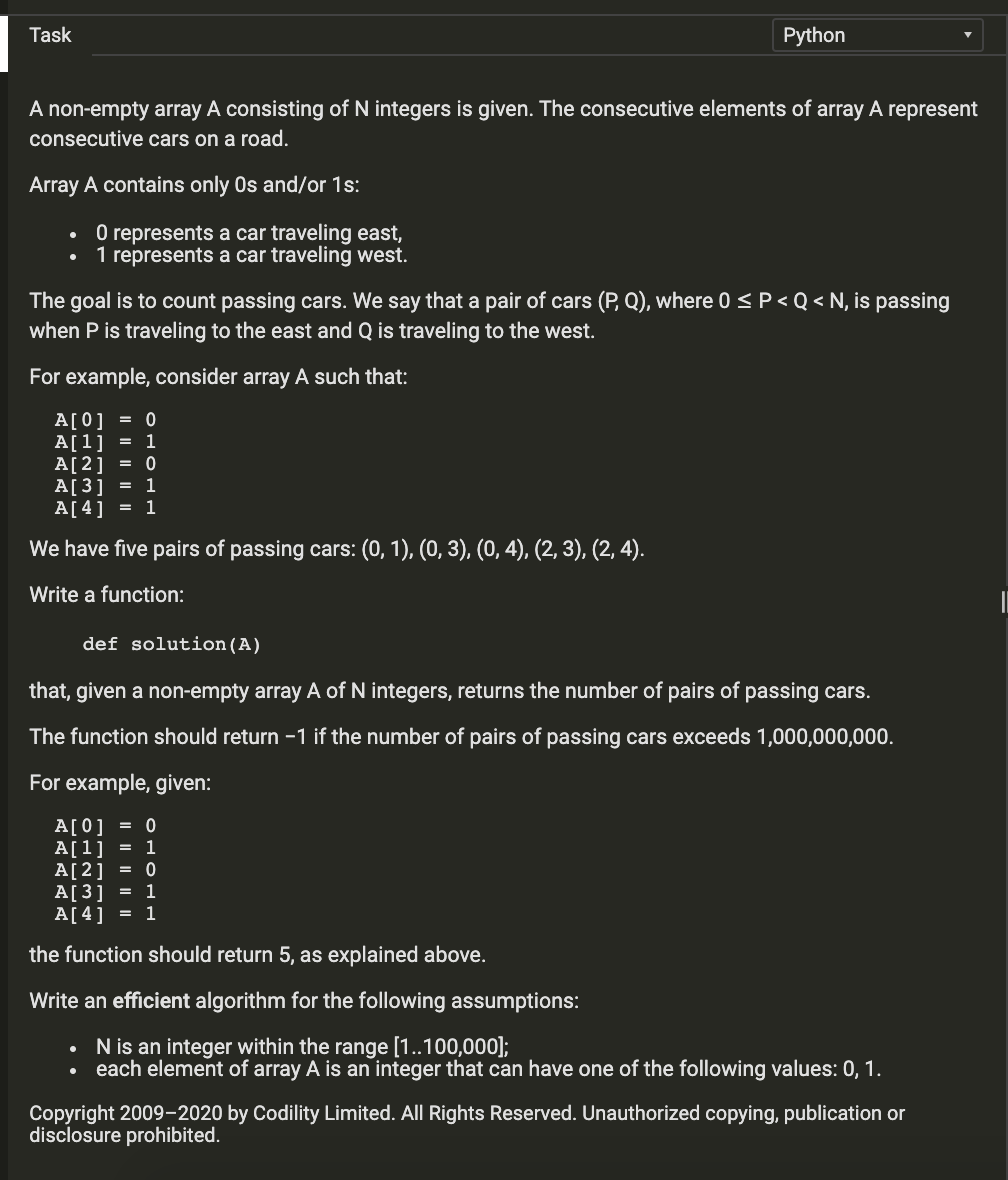 Task
Python
A non-empty array A consisting of N integers is given. The consecutive elements of array A represent
consecutive cars on a road.
Array A contains only 0s and/or 1s:
• 0 represents a car traveling east,
• 1 represents a car traveling west.
The goal is to count passing cars. We say that a pair of cars (P, Q), where 0 ≤ P < Q < N, is passing
when P is traveling to the east and Q is traveling to the west.
For example, consider array A such that:
A[0] = 0
A[1] = 1
A[2] = 0
A[3] = 1
A[4] = 1
We have five pairs of passing cars: (0, 1), (0, 3), (0, 4), (2, 3), (2, 4).
Write a function:
def solution(A)
that, given a non-empty array A of N integers, returns the number of pairs of passing cars.
The function should return −1 if the number of pairs of passing cars exceeds 1,000,000,000.
For example, given:
A[0] = 0
A[1] = 1
A[2] = 0
A[3] = 1
A[4] = 1
the function should return 5, as explained above.
Write an efficient algorithm for the following assumptions:
• N is an integer within the range [1..100,000];
• each element of array A is an integer that can have one of the following values: 0, 1.
Copyright 2009–2020 by Codility Limited. All Rights Reserved. Unauthorized copying, publication or
disclosure prohibited.